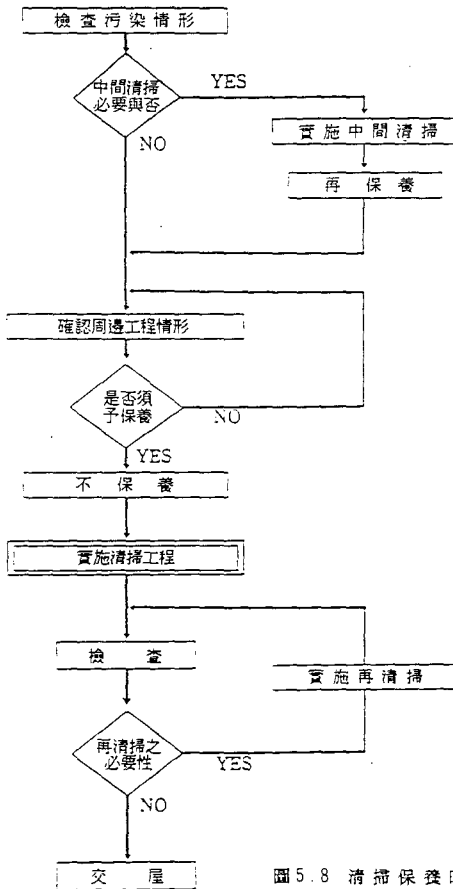 檢查污染情形
中間清掃
必要與否
YES
NO
實施中間清掃
再保養
確認周邊工程情形
是否須
予保養
NO
YES
不保養
實施清掃工程
檢查
實施再清掃
再清掃之
必要性
YES
NO
交屋
圖5.8 清掃保養